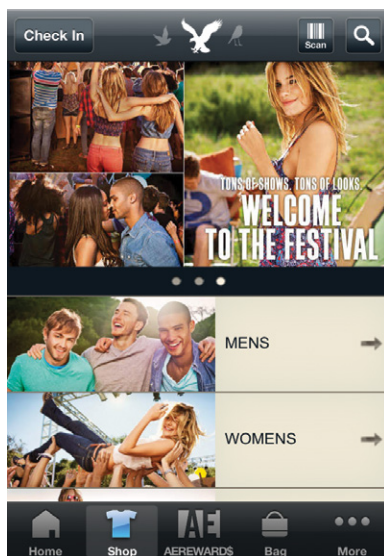 Check In
Scan
TONS OF SHOWS. TONS OF LOOKS.
WELCOME
TO THE FESTIVAL
MENS
WOMENS
Home
Shop
AE
AEREWARD$
Bag
More